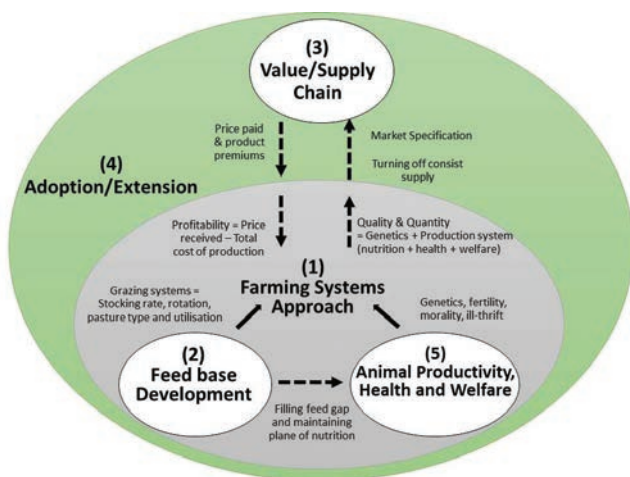 (3)
Value/Supply
Chain
Price paid
& product
premiums
Market Specification
Turning off consist
supply
(4)
Adoption/Extension
Profitability = Price
received – Total
cost of production
Quality & Quantity
= Genetics + Production system
(nutrition + health + welfare)
(1)
Farming Systems
Approach
Grazing systems =
Stocking rate, rotation,
pasture type and utilisation
Genetics, fertility,
morality, ill-thrift
(2)
Feed base
Development
(5)
Animal Productivity,
Health and Welfare
Filling feed gap
and maintaining
plane of nutrition